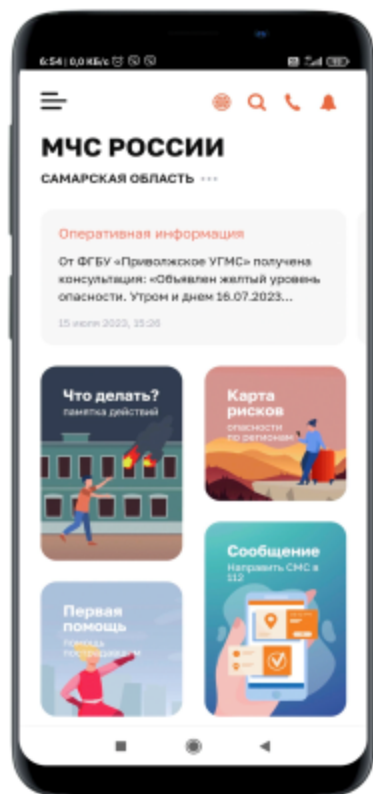 6:54 | 0,0 КБ/с
МЧС РОССИИ
САМАРСКАЯ ОБЛАСТЬ ...
Оперативная информация
От ФГБУ «Приволжское УГМС» получена
консультация: «Объявлен желтый уровень
опасности. Утром и днем 16.07.2023...
15 июля 2023, 15:26
Что делать?
памятка действий
Карта
рисков
опасности
по регионам
Сообщение
Направить СМС в
112
Первая
помощь
помощь
пострадавшим